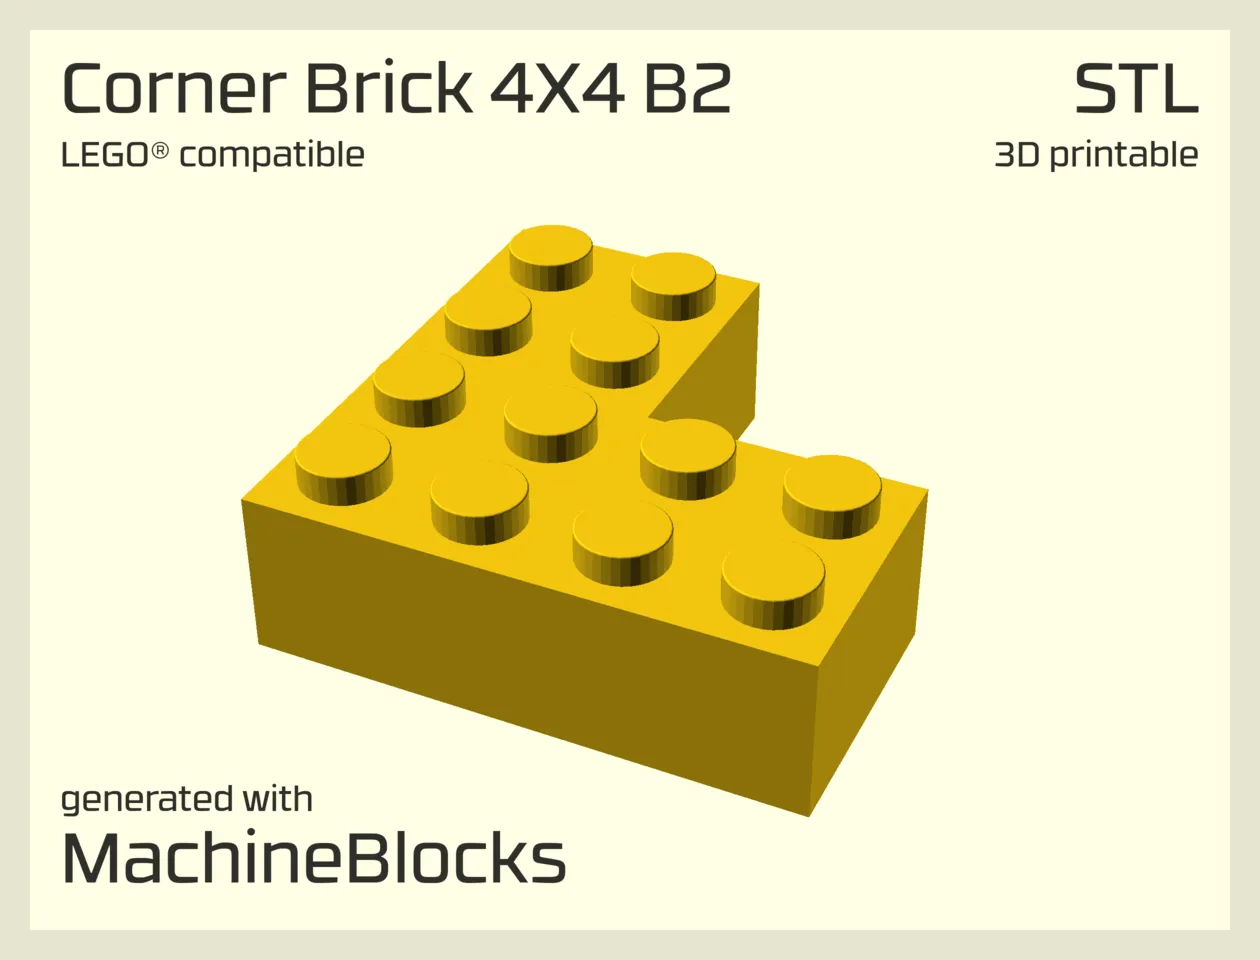 Corner Brick 4X4 B2
STL
LEGO® compatible
3D printable
generated with
MachineBlocks